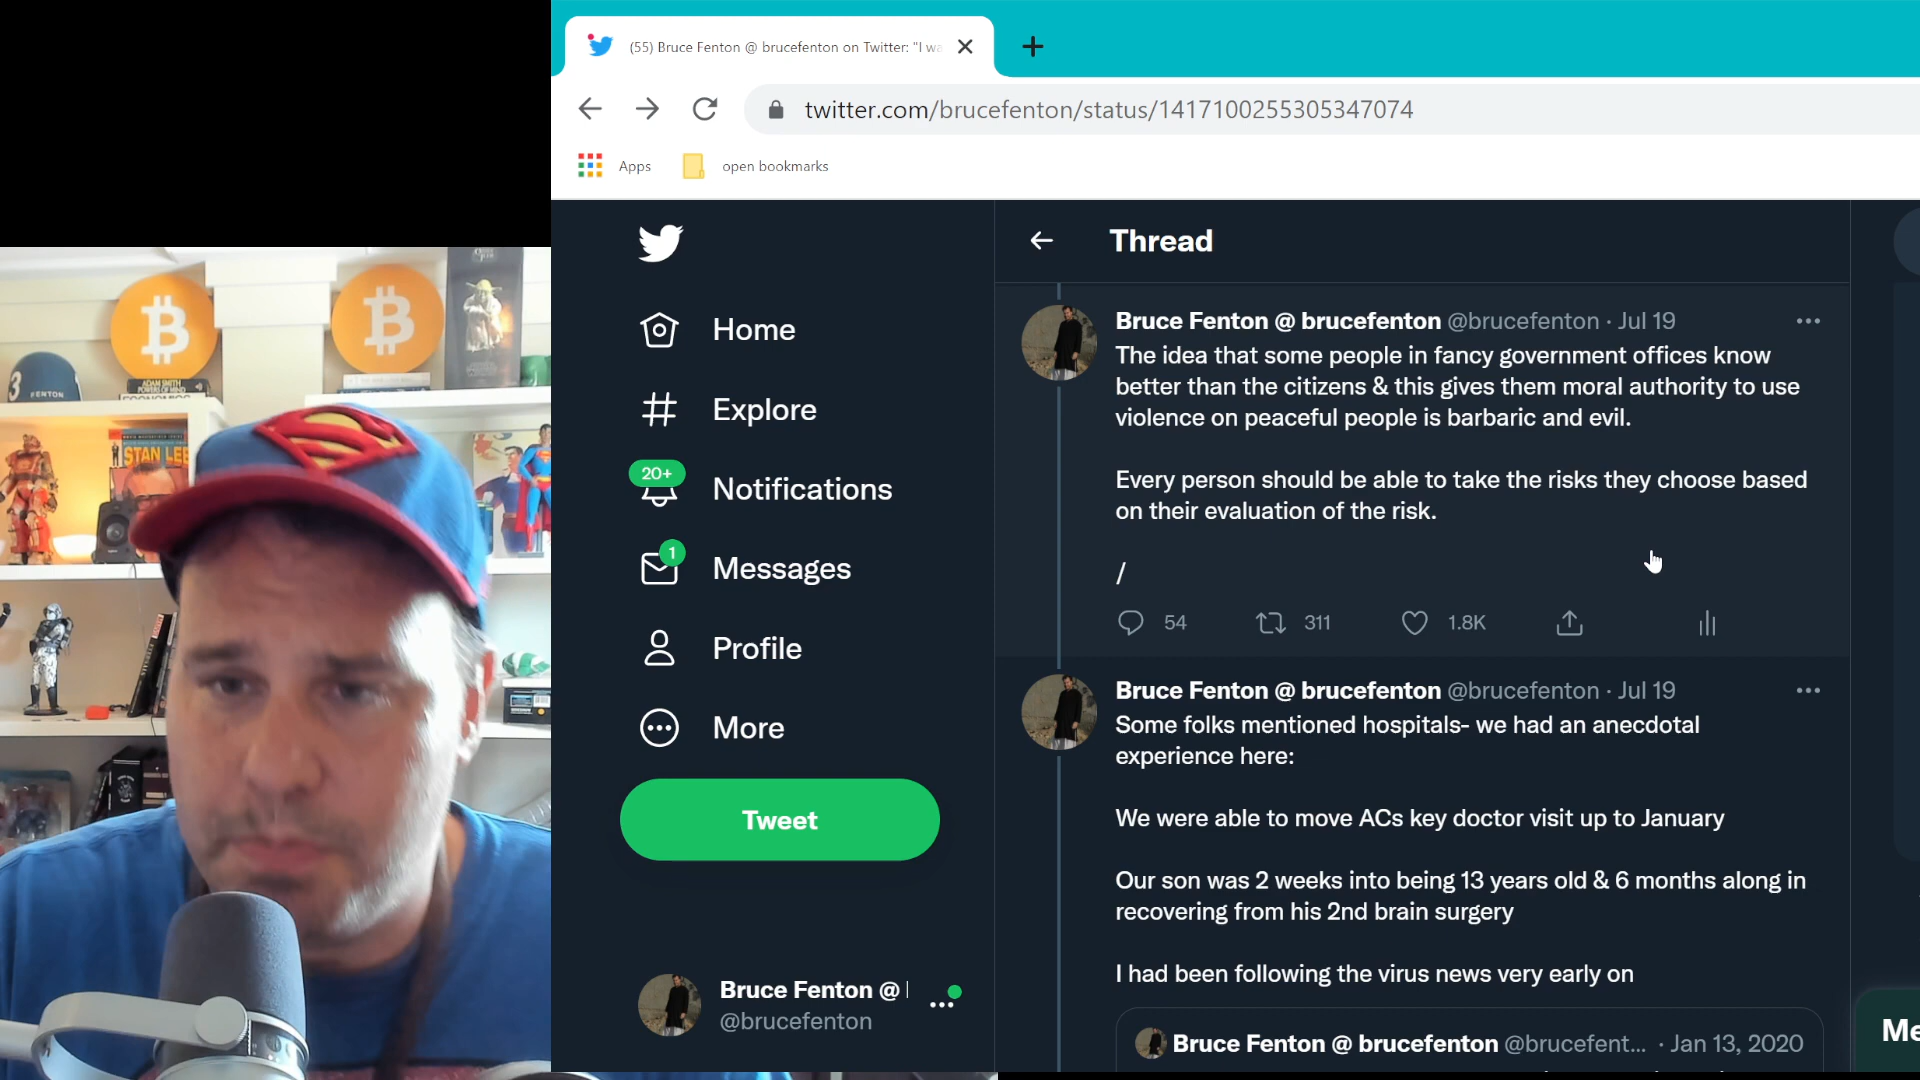 (55) Bruce Fenton @ brucefenton on Twitter: "I wa
twitter.com/brucefenton/status/1417100255305347074
Apps
open bookmarks
Home
Explore
20+
Notifications
1
Messages
Profile
More
Tweet
Bruce Fenton @
@brucefenton
Thread
Bruce Fenton @ brucefenton @brucefenton · Jul 19
The idea that some people in fancy government offices know
better than the citizens & this gives them moral authority to use
violence on peaceful people is barbaric and evil.
Every person should be able to take the risks they choose based
on their evaluation of the risk.
/
54
311
1.8K
Bruce Fenton @ brucefenton @brucefenton · Jul 19
Some folks mentioned hospitals- we had an anecdotal
experience here:
We were able to move ACs key doctor visit up to January
Our son was 2 weeks into being 13 years old & 6 months along in
recovering from his 2nd brain surgery
I had been following the virus news very early on
Bruce Fenton @ brucefenton @brucefent... · Jan 13, 2020
Me
3
FENTON
ADAM SMITH
ECONOMICS
STAN LEE